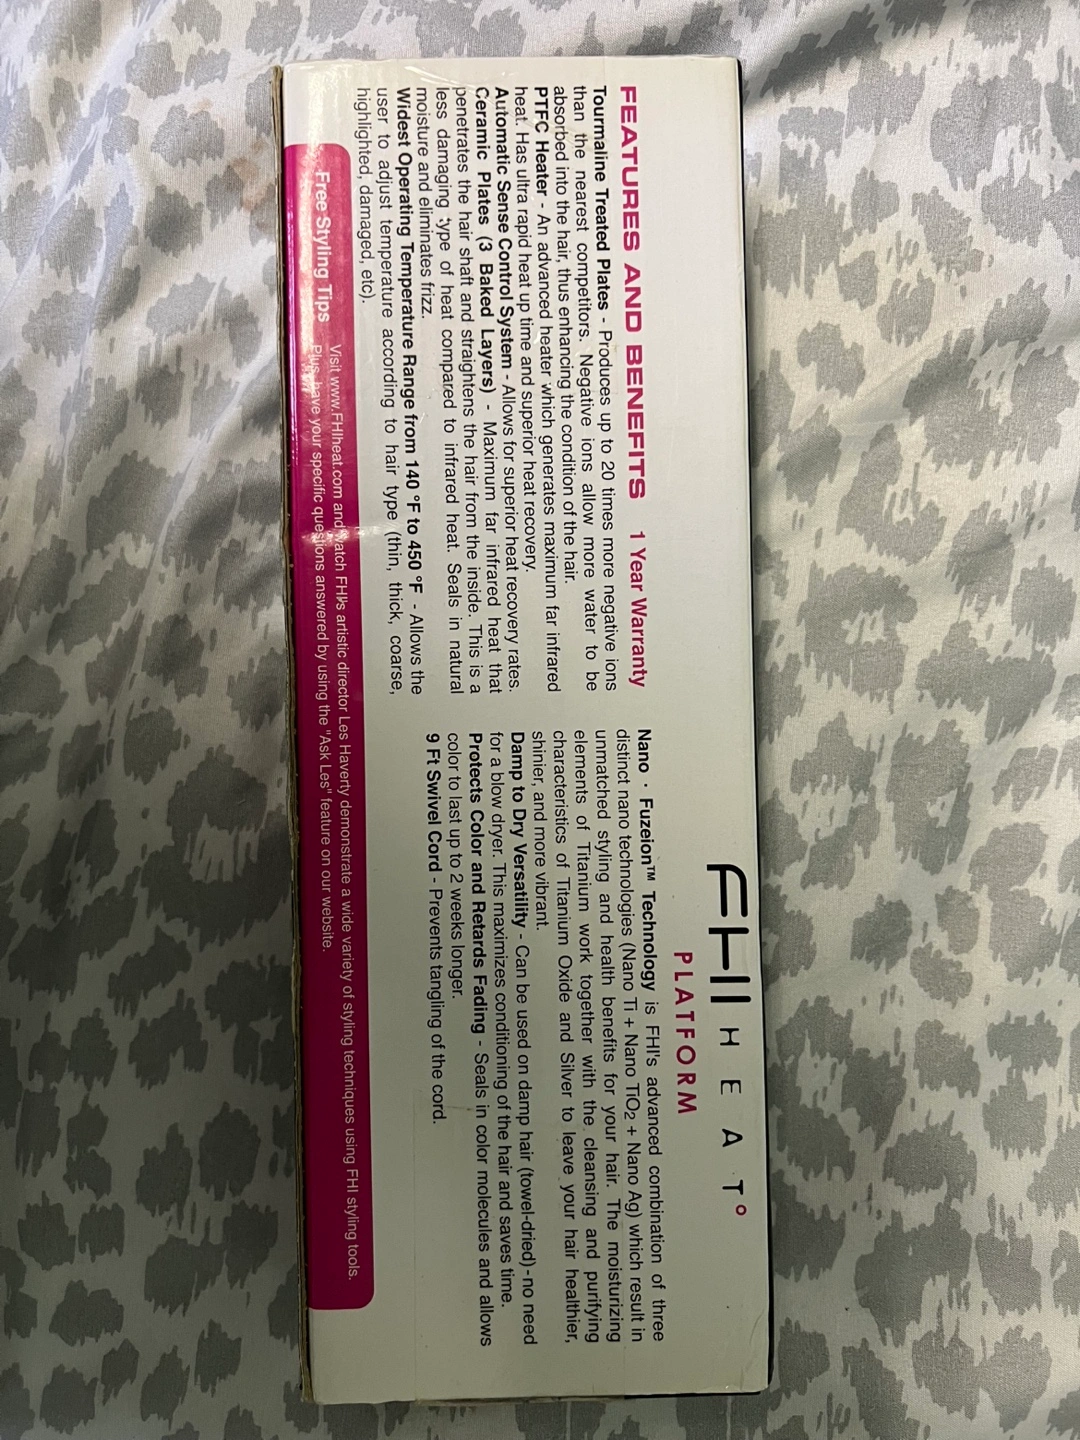 FHI HEAT°
PLATFORM
FEATURES AND BENEFITS 1 Year Warranty
Tourmaline Treated Plates - Produces up to 20 times more negative ions
than the nearest competitors. Negative ions allow more water to be
absorbed into the hair, thus enhancing the condition of the hair.
PTFC Heater - An advanced heater which generates maximum far infrared
heat. Has ultra rapid heat up time and superior heat recovery.
Automatic Sense Control System - Allows for superior heat recovery rates.
Ceramic Plates (3 Baked Layers) - Maximum far infrared heat that
penetrates the hair shaft and straightens the hair from the inside. This is a
less damaging type of heat compared to infrared heat. Seals in natural
moisture and eliminates frizz.
Widest Operating Temperature Range from 140 °F to 450 °F - Allows the
user to adjust temperature according to hair type (thin, thick, coarse,
highlighted, damaged, etc).
Nano · Fuzeion™ Technology is FHI's advanced combination of three
distinct nano technologies (Nano Ti + Nano TiO2 + Nano Ag) which result in
unmatched styling and health benefits for your hair. The moisturizing
elements of Titanium work together with the cleansing and purifying
characteristics of Titanium Oxide and Silver to leave your hair healthier,
shinier, and more vibrant.
Damp to Dry Versatility - Can be used on damp hair (towel-dried)-no need
for a blow dryer. This maximizes conditioning of the hair and saves time.
Protects Color and Retards Fading - Seals in color molecules and allows
color to last up to 2 weeks longer.
9 Ft Swivel Cord - Prevents tangling of the cord.
Free Styling Tips
Visit www.FHIheat.com and watch FHI's artistic director Les Haverty demonstrate a wide variety of styling techniques using FHI styling tools.
Plus, have your specific questions answered by using the "Ask Les" feature on our website.